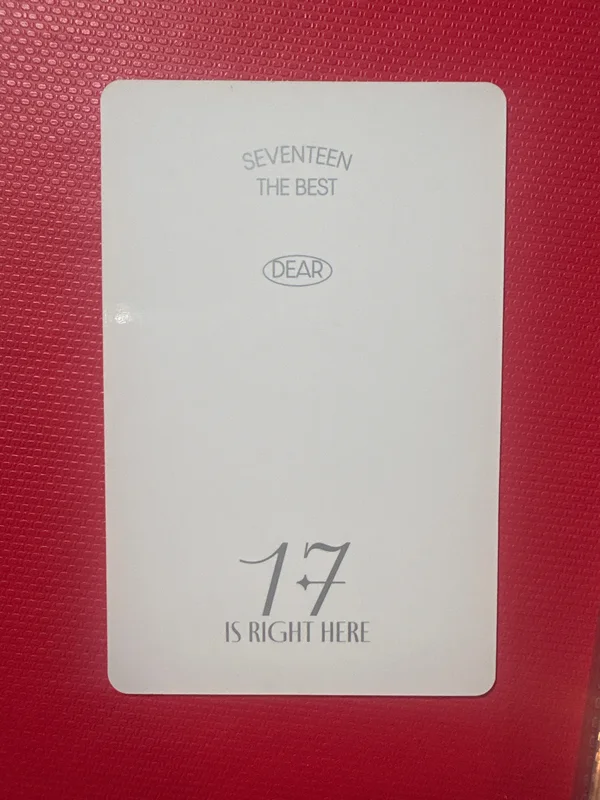 SEVENTEEN
THE BEST
DEAR
17
IS RIGHT HERE